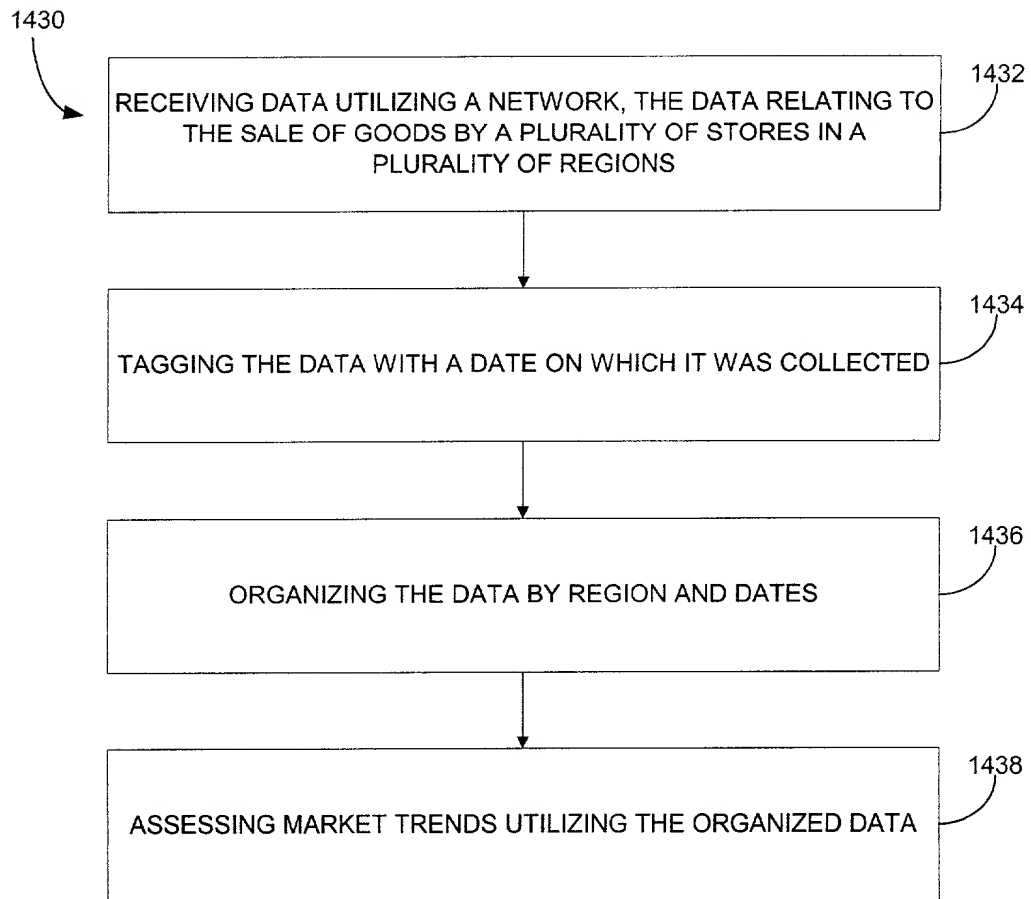 1430
1432
RECEIVING DATA UTILIZING A NETWORK, THE DATA RELATING TO
THE SALE OF GOODS BY A PLURALITY OF STORES IN A
PLURALITY OF REGIONS
1434
TAGGING THE DATA WITH A DATE ON WHICH IT WAS COLLECTED
1436
ORGANIZING THE DATA BY REGION AND DATES
1438
ASSESSING MARKET TRENDS UTILIZING THE ORGANIZED DATA